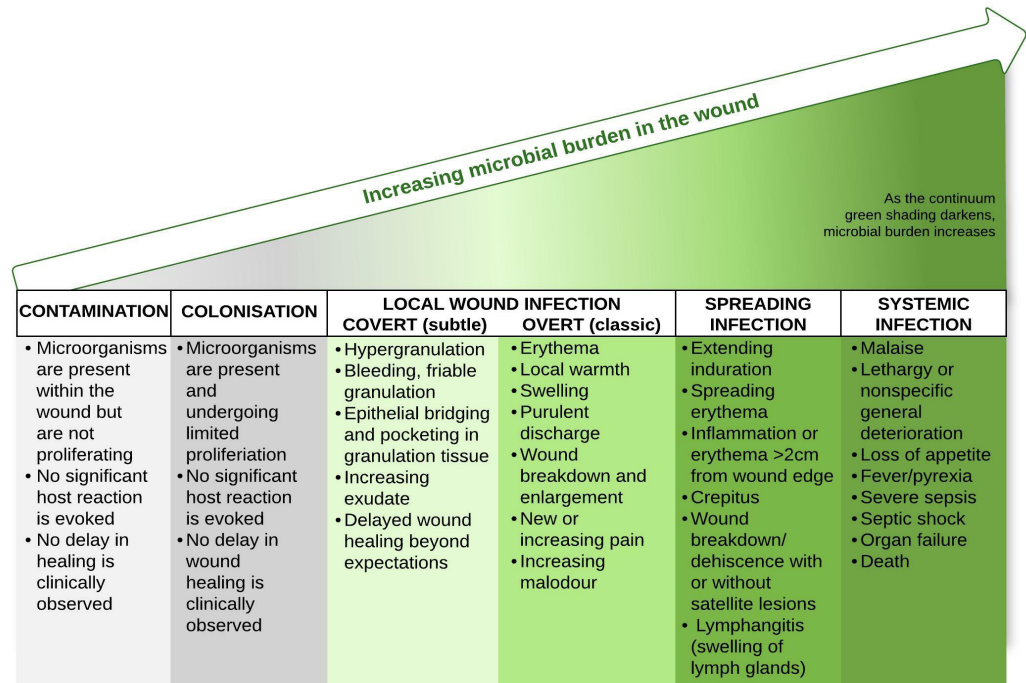 Increasing microbial burden in the wound
As the continuum
green shading darkens,
microbial burden increases
CONTAMINATION
• Microorganisms
are present
within the
wound but
are not
proliferating
• No significant
host reaction
is evoked
• No delay in
healing is
clinically
observed
COLONISATION
• Microorganisms
are present
and
undergoing
limited
proliferiation
• No significant
host reaction
is evoked
• No delay in
wound
healing is
clinically
observed
LOCAL WOUND INFECTION
COVERT (subtle)
• Hypergranulation
• Bleeding, friable
granulation
• Epithelial bridging
and pocketing in
granulation tissue
• Increasing
exudate
• Delayed wound
healing beyond
expectations
OVERT (classic)
• Erythema
• Local warmth
• Swelling
• Purulent
discharge
• Wound
breakdown and
enlargement
• New or
increasing pain
• Increasing
malodour
SPREADING
INFECTION
• Extending
induration
• Spreading
erythema
• Inflammation or
erythema >2cm
from wound edge
• Crepitus
• Wound
breakdown/
dehiscence with
or without
satellite lesions
• Lymphangitis
(swelling of
lymph glands)
SYSTEMIC
INFECTION
• Malaise
• Lethargy or
nonspecific
general
deterioration
• Loss of appetite
• Fever/pyrexia
• Severe sepsis
• Septic shock
• Organ failure
• Death